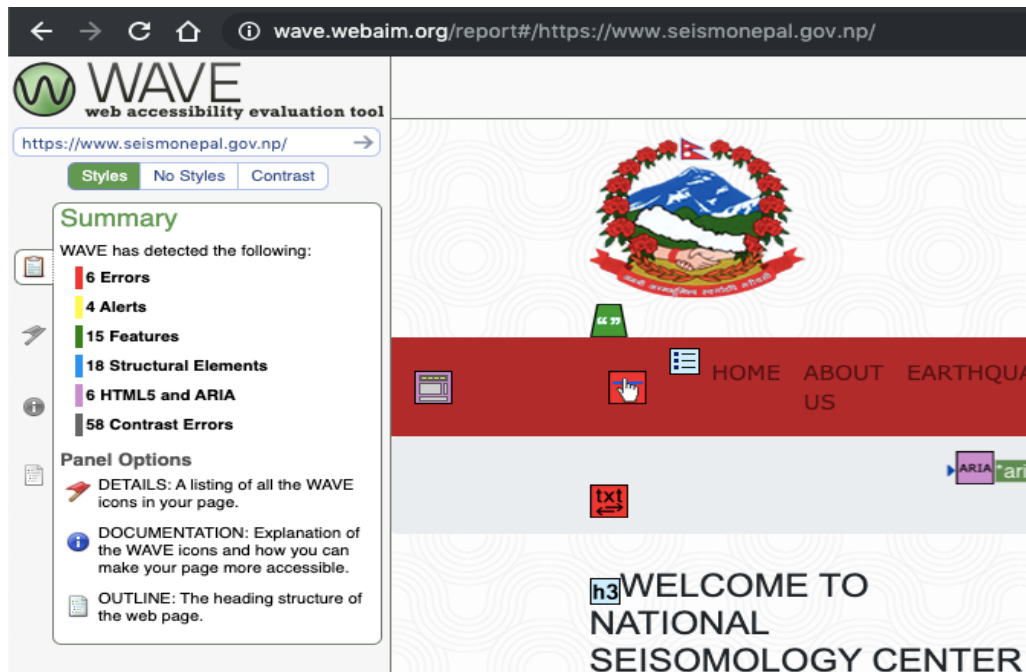 wave.webaim.org/report#/https://www.seismonepal.gov.np/
WAVE
web accessibility evaluation tool
https://www.seismonepal.gov.np/
Styles No Styles Contrast
Summary
WAVE has detected the following:
6 Errors
4 Alerts
15 Features
18 Structural Elements
6 HTML5 and ARIA
58 Contrast Errors
Panel Options
DETAILS: A listing of all the WAVE
icons in your page.
DOCUMENTATION: Explanation of
the WAVE icons and how you can
make your page more accessible.
OUTLINE: The heading structure of
the web page.
“ ”
HOME ABOUT EARTHQUA
US
ARIA *ari
txt
h3 WELCOME TO
NATIONAL
SEISOMOLOGY CENTER